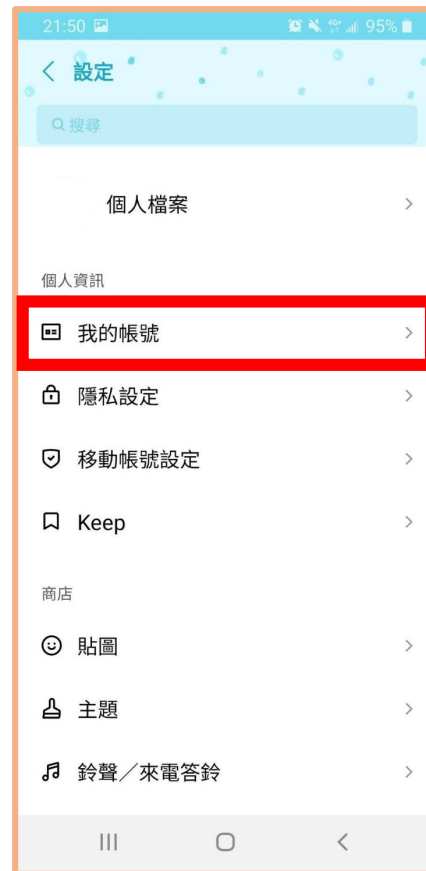 21:50 4G+ 95%
設定
搜尋
個人檔案
個人資訊
我的帳號
隱私設定
移動帳號設定
Keep
商店
貼圖
主題
鈴聲／來電答鈴